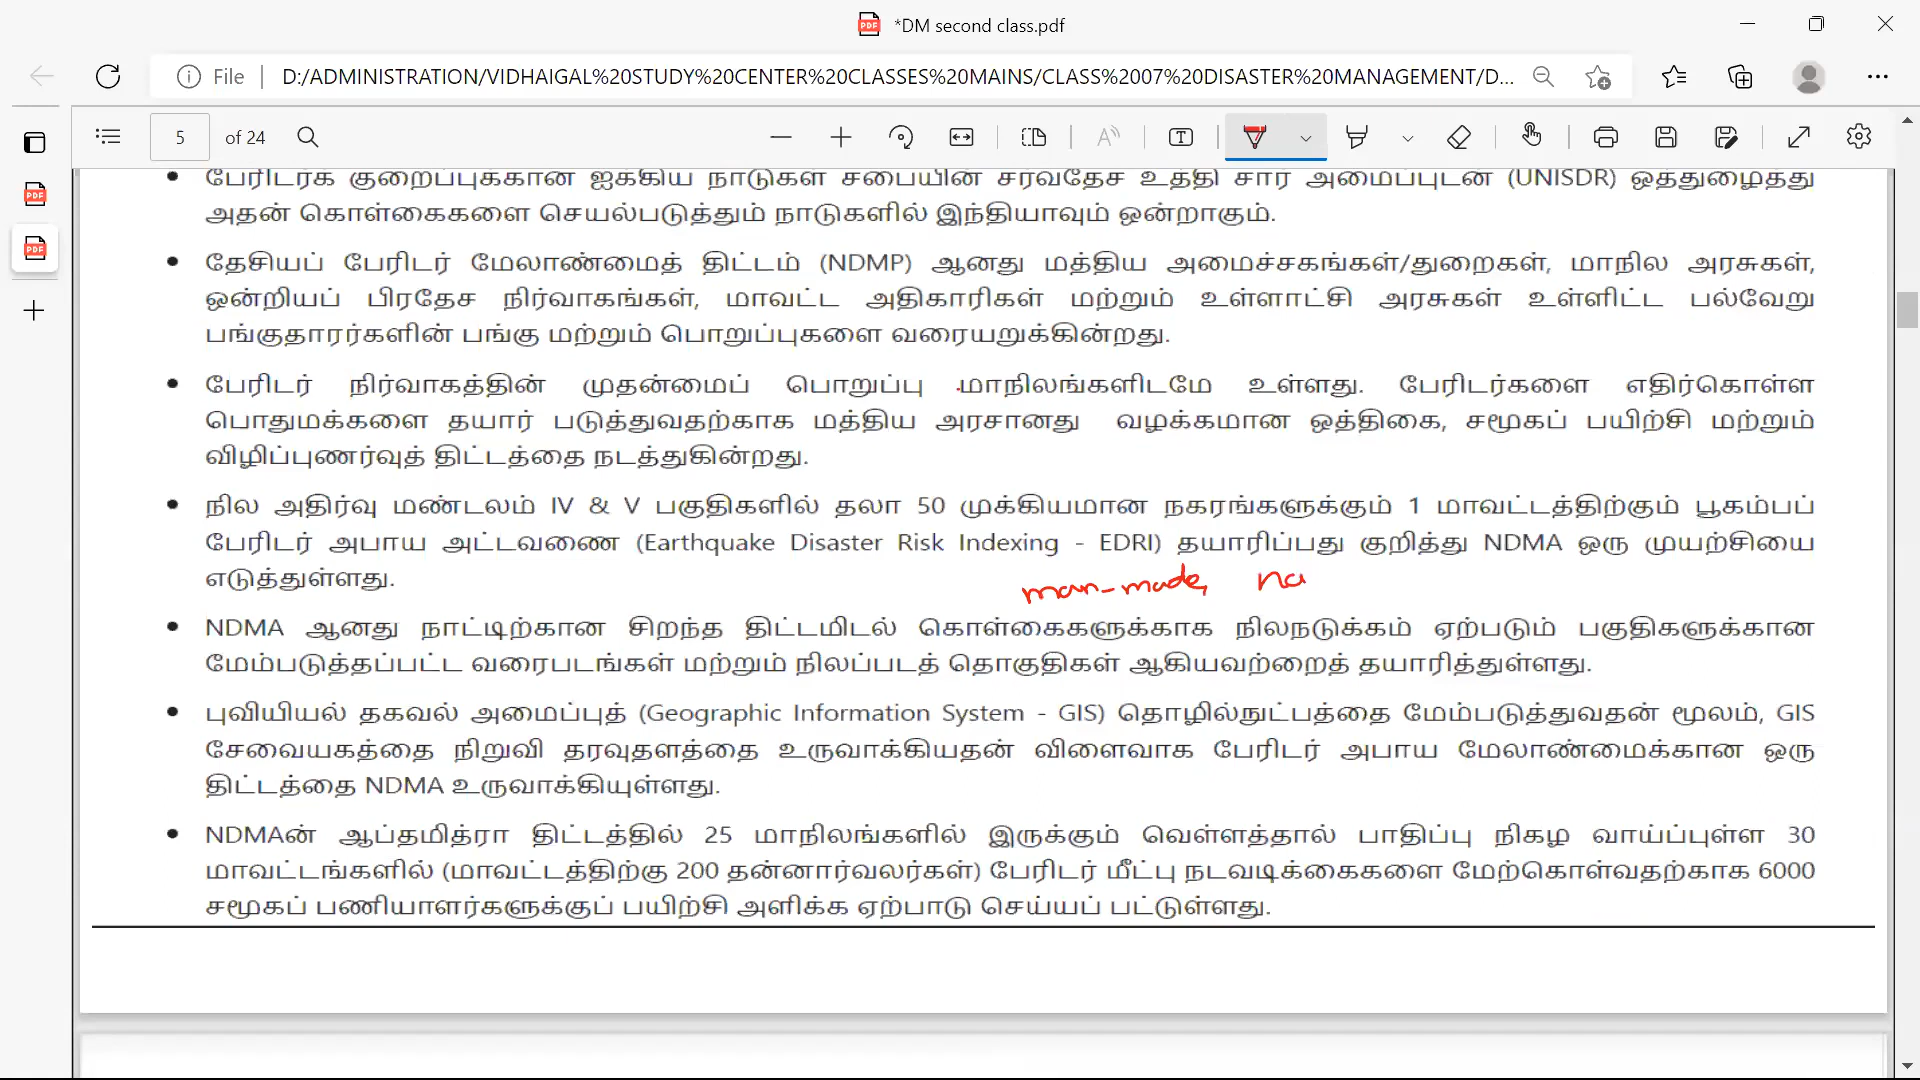 *DM second class.pdf
File D:/ADMINISTRATION/VIDHAIGAL%20STUDY%20CENTER%20CLASSES%20MAINS/CLASS%2007%20DISASTER%20MANAGEMENT/D...
5 of 24
பேரிடர்க் குறைப்புக்கான ஐக்கிய நாடுகள் சபையின் சர்வதேச உத்தி சார் அமைப்புடன் (UNISDR) ஒத்துழைத்து
அதன் கொள்கைகளை செயல்படுத்தும் நாடுகளில் இந்தியாவும் ஒன்றாகும்.
தேசியப் பேரிடர் மேலாண்மைத் திட்டம் (NDMP) ஆனது மத்திய அமைச்சகங்கள்/துறைகள், மாநில அரசுகள்,
ஒன்றியப் பிரதேச நிர்வாகங்கள், மாவட்ட அதிகாரிகள் மற்றும் உள்ளாட்சி அரசுகள் உள்ளிட்ட பல்வேறு
பங்குதாரர்களின் பங்கு மற்றும் பொறுப்புகளை வரையறுக்கின்றது.
பேரிடர் நிர்வாகத்தின் முதன்மைப் பொறுப்பு மாநிலங்களிடமே உள்ளது. பேரிடர்களை எதிர்கொள்ள
பொதுமக்களை தயார் படுத்துவதற்காக மத்திய அரசானது வழக்கமான ஒத்திகை, சமூகப் பயிற்சி மற்றும்
விழிப்புணர்வுத் திட்டத்தை நடத்துகின்றது.
நில அதிர்வு மண்டலம் IV & V பகுதிகளில் தலா 50 முக்கியமான நகரங்களுக்கும் 1 மாவட்டத்திற்கும் பூகம்பப்
பேரிடர் அபாய அட்டவணை (Earthquake Disaster Risk Indexing - EDRI) தயாரிப்பது குறித்து NDMA ஒரு முயற்சியை
எடுத்துள்ளது.
man-made, na
NDMA ஆனது நாட்டிற்கான சிறந்த திட்டமிடல் கொள்கைகளுக்காக நிலநடுக்கம் ஏற்படும் பகுதிகளுக்கான
மேம்படுத்தப்பட்ட வரைபடங்கள் மற்றும் நிலப்படத் தொகுதிகள் ஆகியவற்றைத் தயாரித்துள்ளது.
புவியியல் தகவல் அமைப்புத் (Geographic Information System - GIS) தொழில்நுட்பத்தை மேம்படுத்துவதன் மூலம், GIS
சேவையகத்தை நிறுவி தரவுதளத்தை உருவாக்கியதன் விளைவாக பேரிடர் அபாய மேலாண்மைக்கான ஒரு
திட்டத்தை NDMA உருவாக்கியுள்ளது.
NDMAன் ஆப்தமித்ரா திட்டத்தில் 25 மாநிலங்களில் இருக்கும் வெள்ளத்தால் பாதிப்பு நிகழ வாய்ப்புள்ள 30
மாவட்டங்களில் (மாவட்டத்திற்கு 200 தன்னார்வலர்கள்) பேரிடர் மீட்பு நடவடிக்கைகளை மேற்கொள்வதற்காக 6000
சமூகப் பணியாளர்களுக்குப் பயிற்சி அளிக்க ஏற்பாடு செய்யப் பட்டுள்ளது.